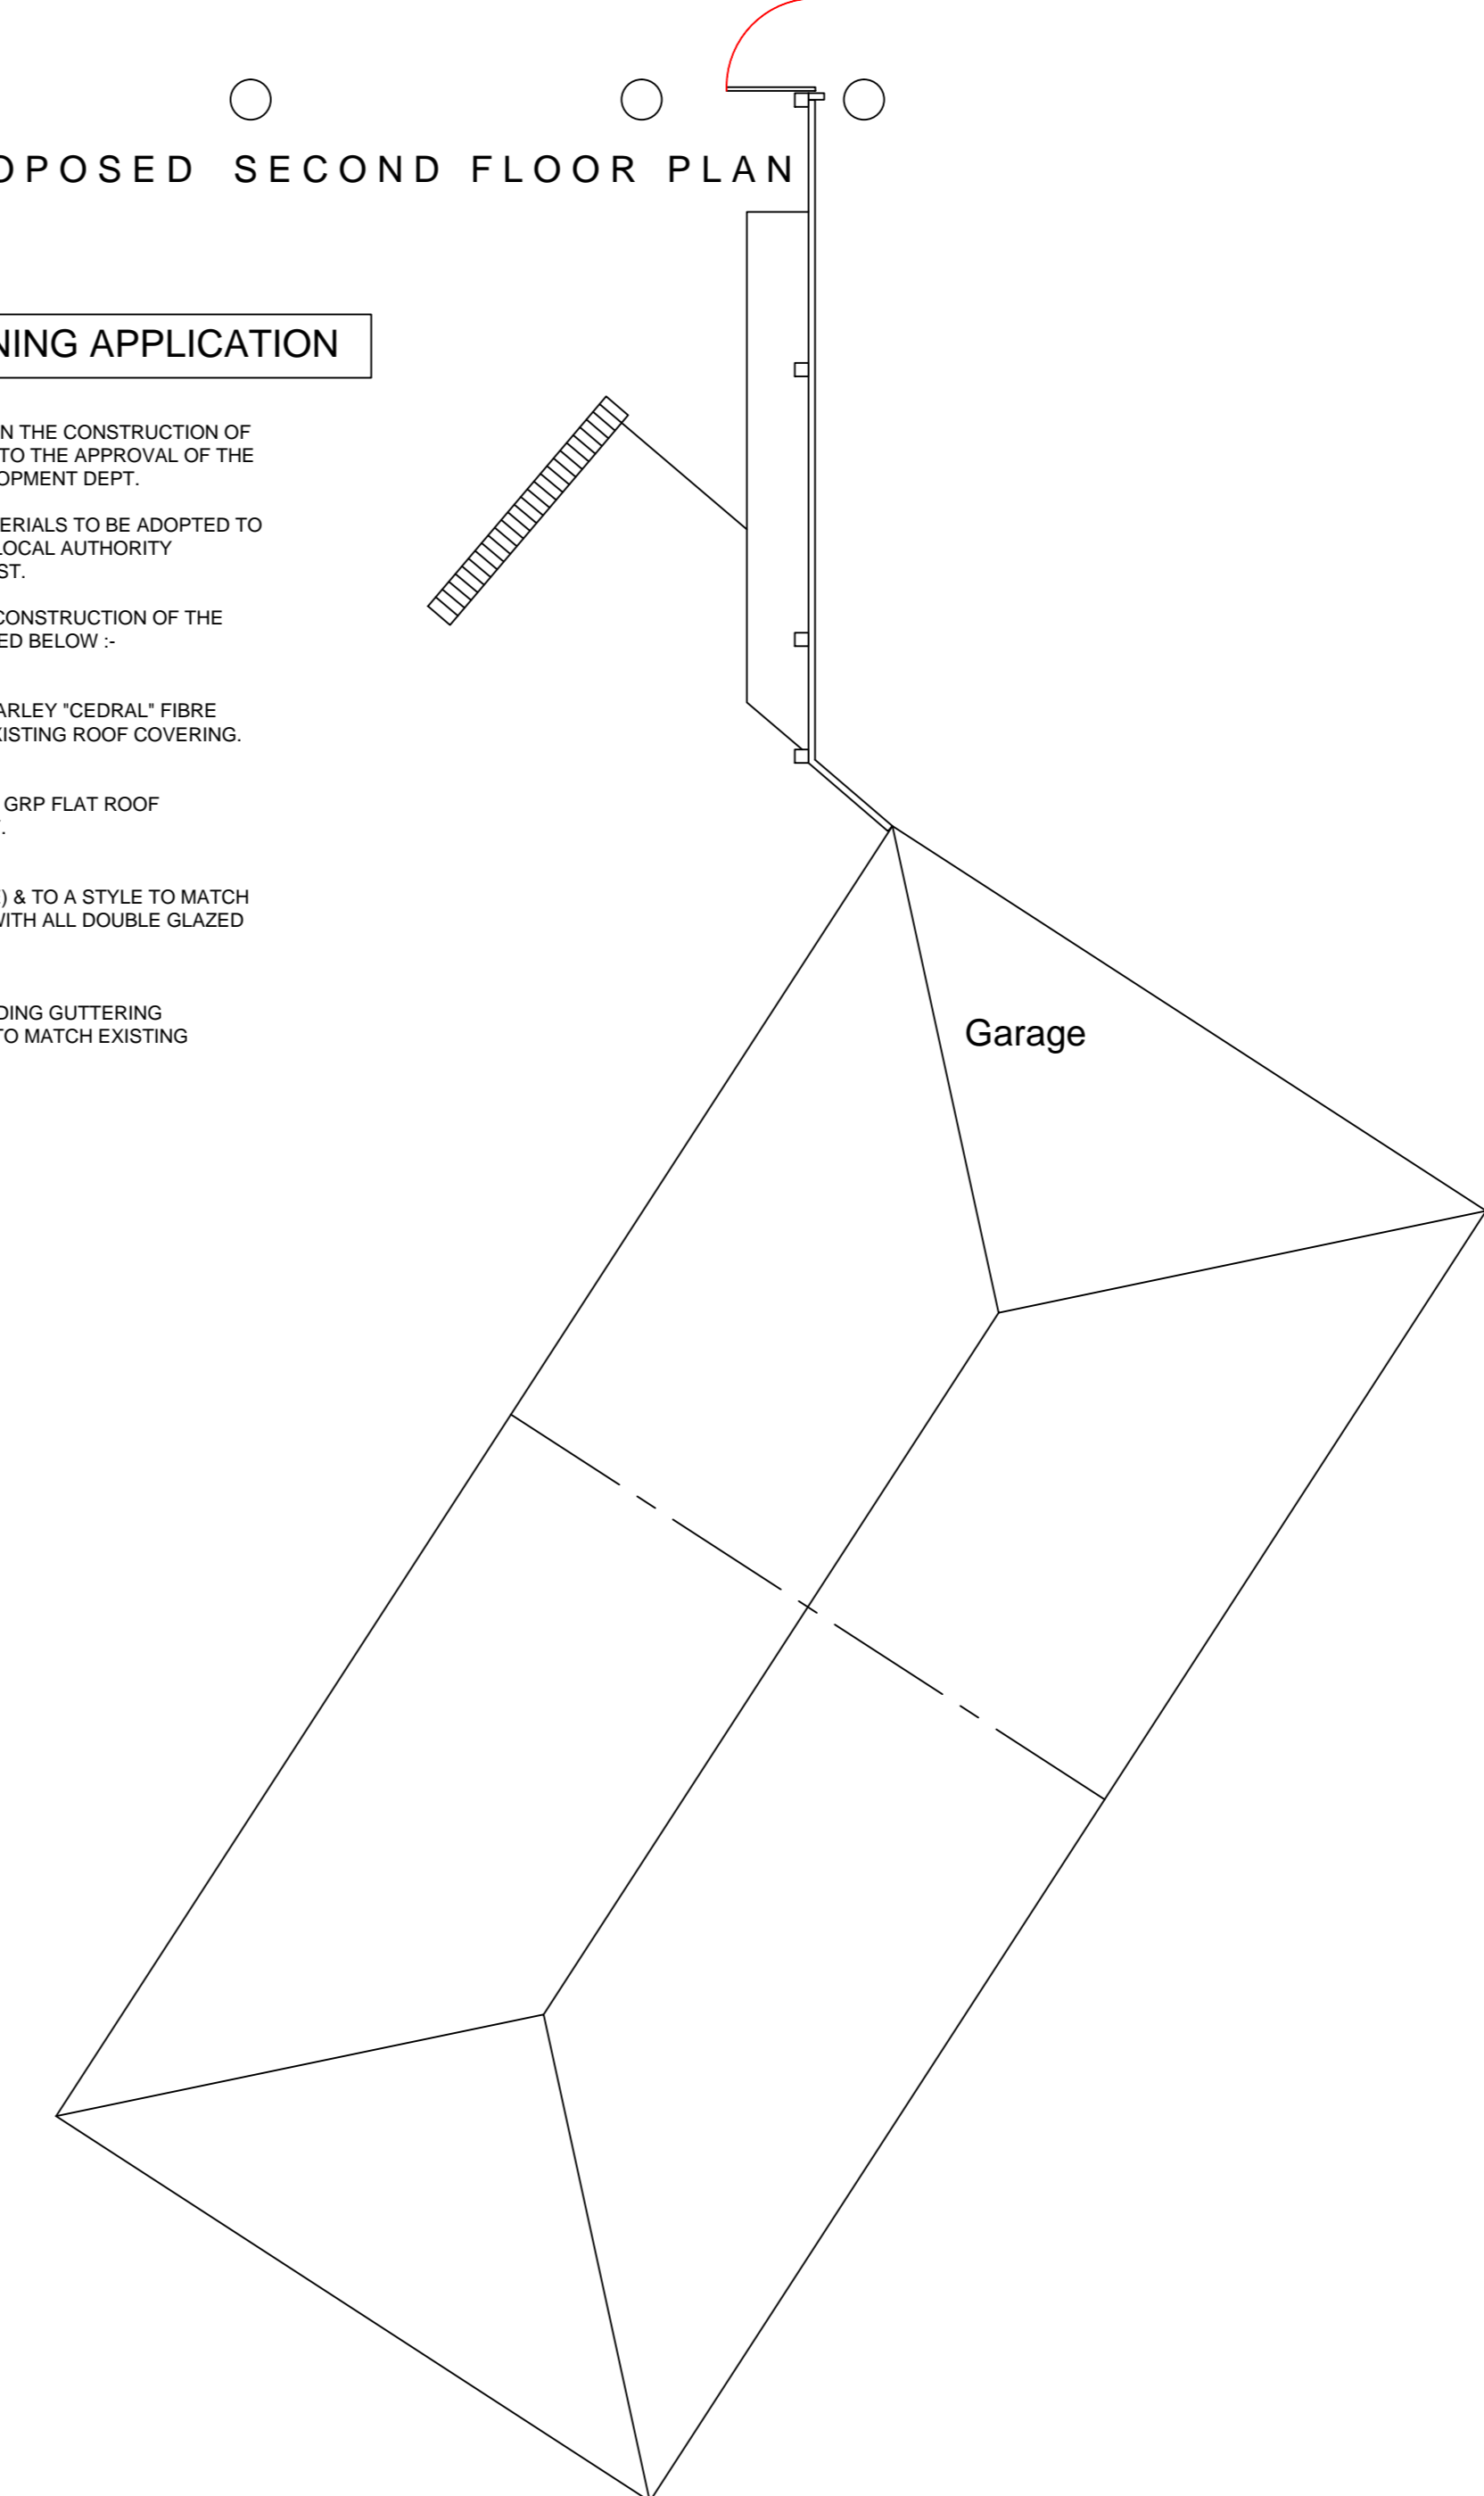 OPOSED SECOND FLOOR PLAN
NING APPLICATION
N THE CONSTRUCTION OF
TO THE APPROVAL OF THE
OPMENT DEPT.
ERIALS TO BE ADOPTED TO
LOCAL AUTHORITY
ST.
CONSTRUCTION OF THE
ED BELOW :-
ARLEY "CEDRAL" FIBRE
XISTING ROOF COVERING.
GRP FLAT ROOF
.
) & TO A STYLE TO MATCH
WITH ALL DOUBLE GLAZED
DING GUTTERING
TO MATCH EXISTING
Garage